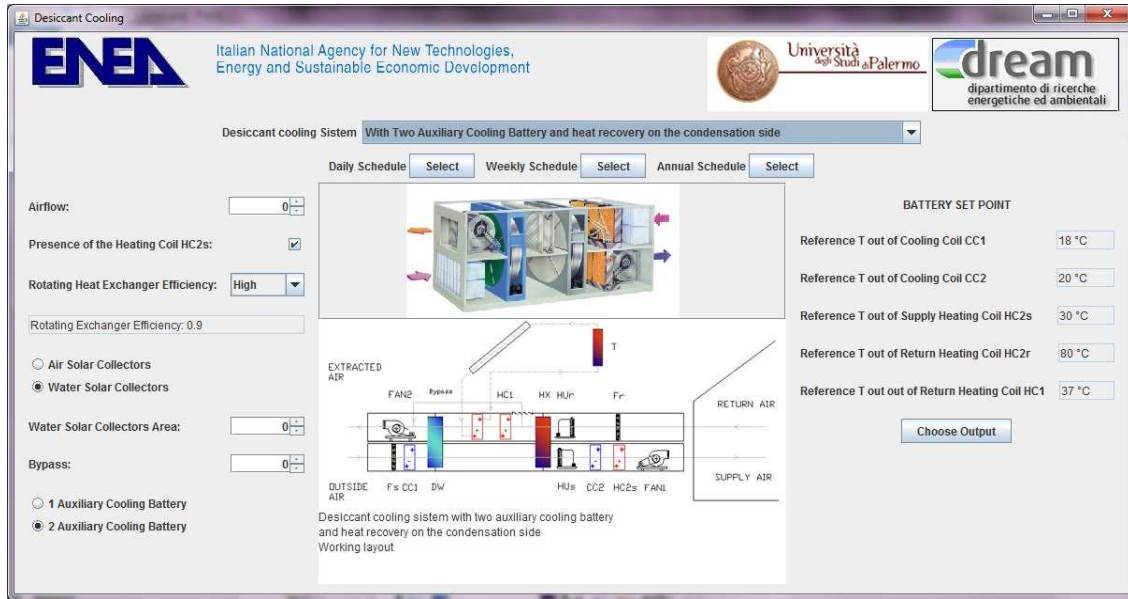 Desiccant Cooling
ENEA
Italian National Agency for New Technologies,
Energy and Sustainable Economic Development
Università
degli Studi di Palermo
dream
dipartimento di ricerche
energetiche ed ambientali
Desiccant cooling Sistem With Two Auxiliary Cooling Battery and heat recovery on the condensation side
Daily Schedule Select Weekly Schedule Select Annual Schedule Select
Airflow: 0
Presence of the Heating Coil HC2s:
Rotating Heat Exchanger Efficiency: High
Rotating Exchanger Efficiency: 0.9
Air Solar Collectors
Water Solar Collectors
Water Solar Collectors Area: 0
Bypass: 0
1 Auxiliary Cooling Battery
2 Auxiliary Cooling Battery
T
EXTRACTED
AIR
FAN2 Bypass HC1 HX HUr Fr
RETURN AIR
SUPPLY AIR
OUTSIDE
AIR
Fs CC1 DW HUs CC2 HC2s FAN1
Desiccant cooling sistem with two auxiliary cooling battery
and heat recovery on the condensation side
Working layout
BATTERY SET POINT
Reference T out of Cooling Coil CC1 18 °C
Reference T out of Cooling Coil CC2 20 °C
Reference T out of Supply Heating Coil HC2s 30 °C
Reference T out of Return Heating Coil HC2r 80 °C
Reference T out out of Return Heating Coil HC1 37 °C
Choose Output